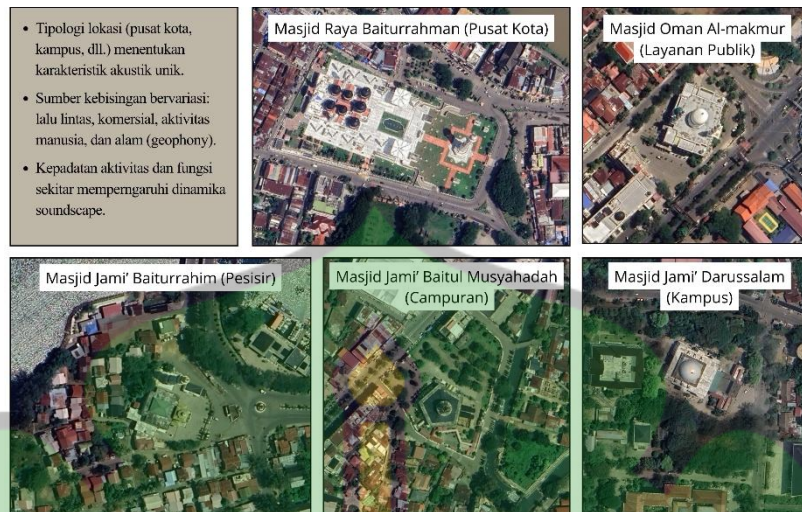 • Tipologi lokasi (pusat kota,
kampus, dll.) menentukan
karakteristik akustik unik.
• Sumber kebisingan bervariasi:
lalu lintas, komersial, aktivitas
manusia, dan alam (geophony).
• Kepadatan aktivitas dan fungsi
sekitar memperngaruhi dinamika
soundscape.
Masjid Raya Baiturrahman (Pusat Kota)
Masjid Oman Al-makmur
(Layanan Publik)
Masjid Jami’ Baiturrahim (Pesisir)
Masjid Jami’ Baitul Musyahadah
(Campuran)
Masjid Jami’ Darussalam
(Kampus)